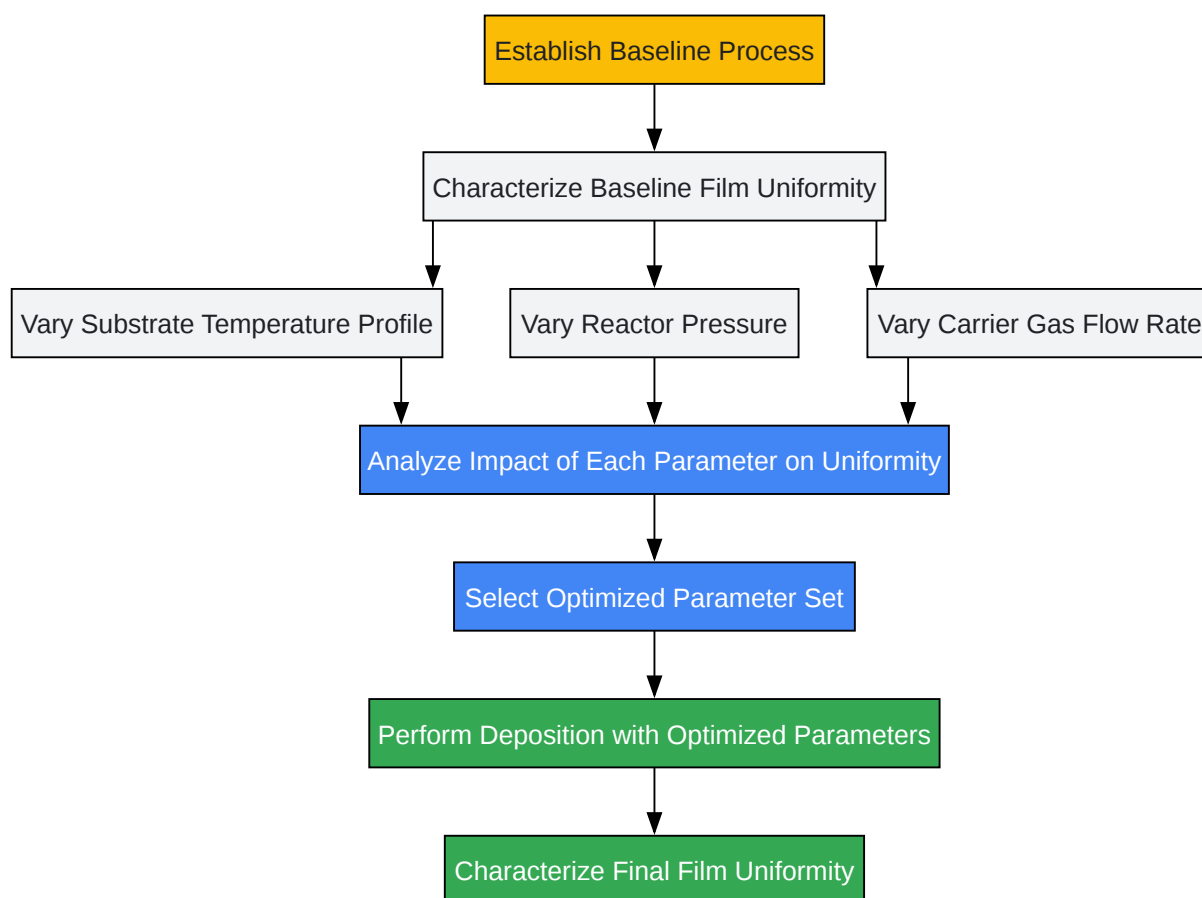 Establish Baseline Process
Characterize Baseline Film Uniformity
Vary Substrate Temperature Profile
Vary Reactor Pressure
Vary Carrier Gas Flow Rate
Analyze Impact of Each Parameter on Uniformity
Select Optimized Parameter Set
Perform Deposition with Optimized Parameters
Characterize Final Film Uniformity